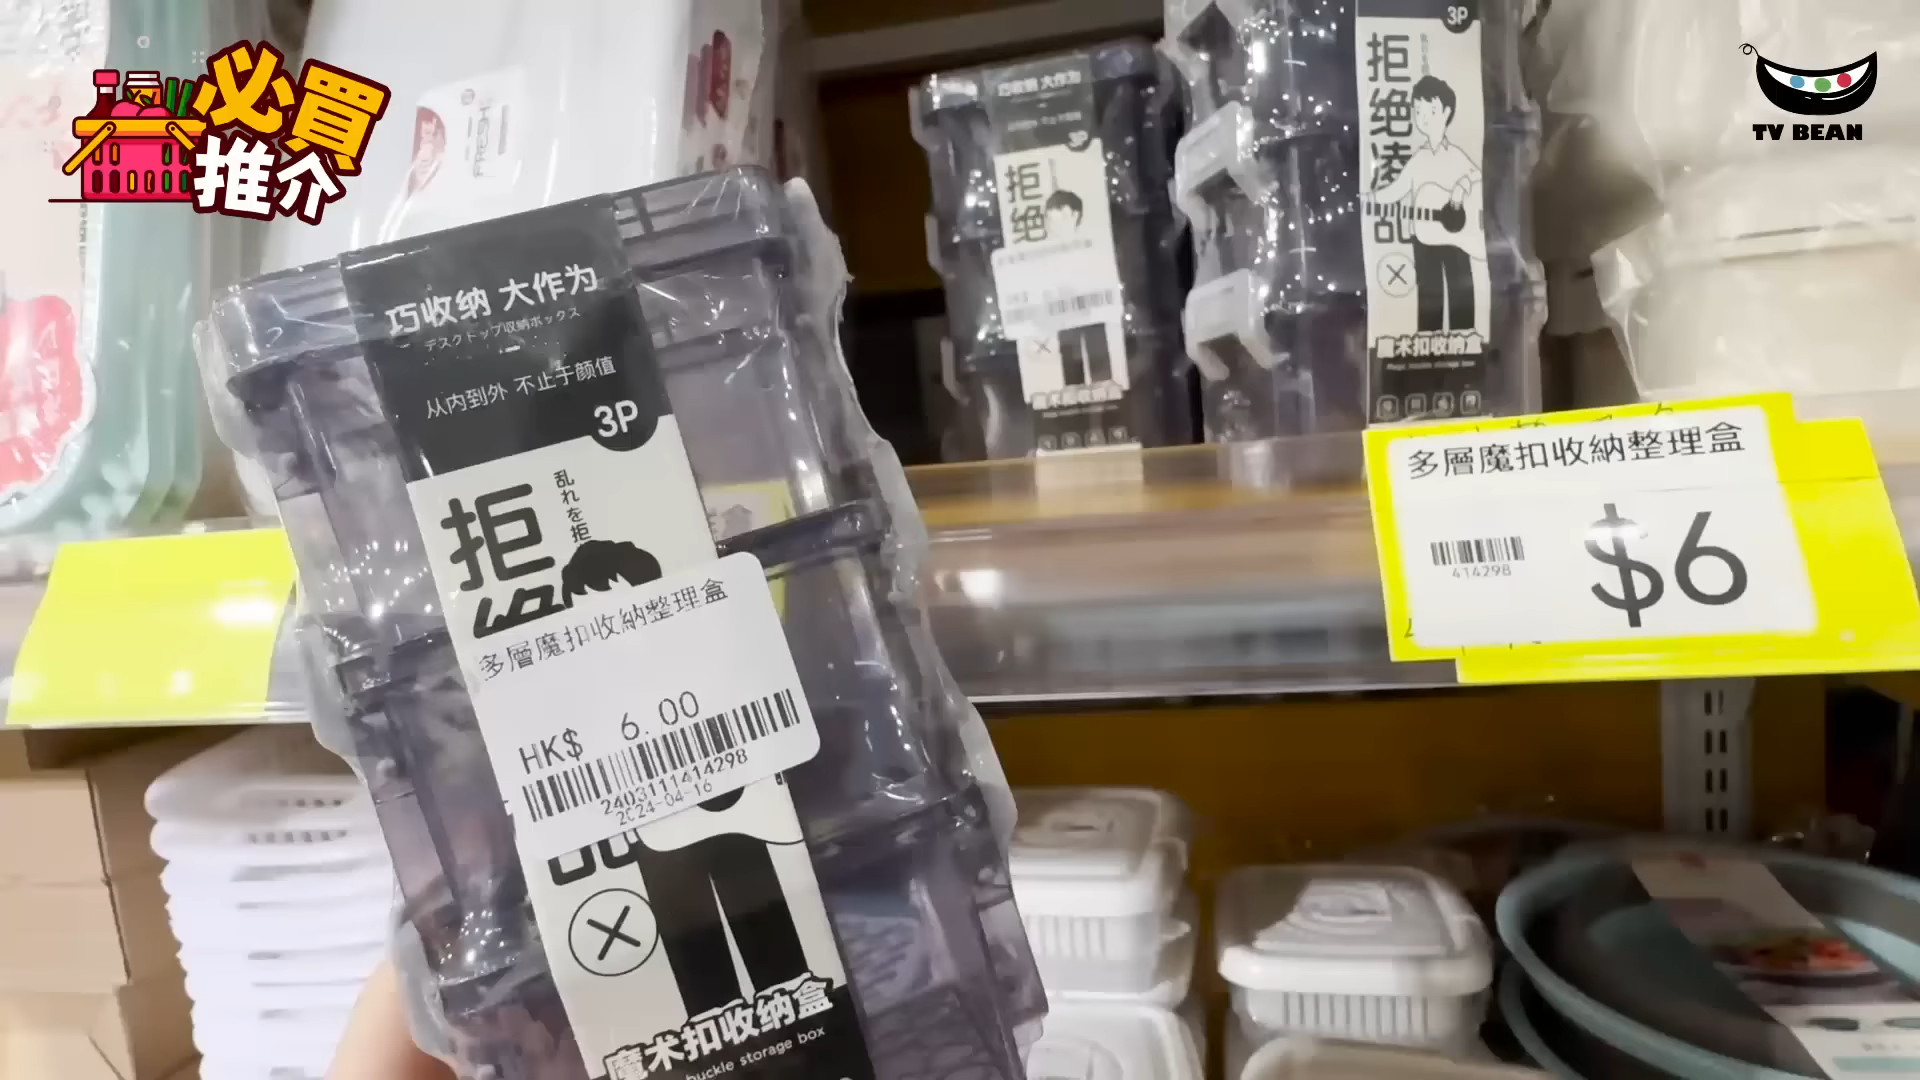 必買
推介
TV BEAN
FRESH
巧收纳 大作为
デスクトップ収納ボックス
从内到外 不止于颜值
3P
拒
乱れを拒
多層魔扣收納整理盒
HK$ 6.00
2403111414298
2024-04-16
魔术扣收纳盒
buckle storage box
巧收纳 大作为
3P
拒绝
3P
拒绝凌乱
魔术扣收纳盒
多層魔扣收納整理盒
414298
$6